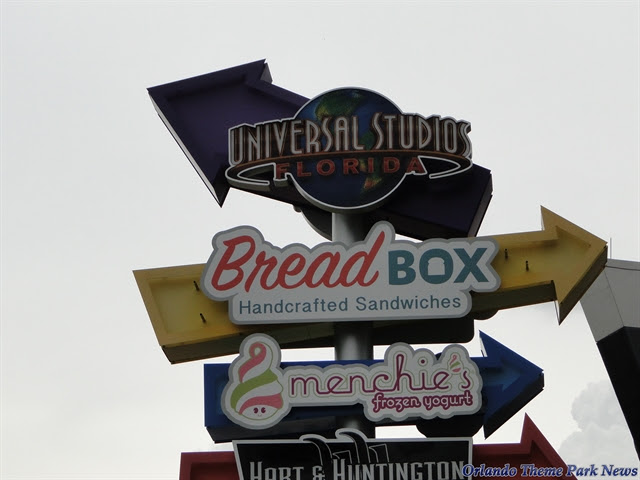 UNIVERSAL STUDIOS
FLORIDA
Bread BOX
Handcrafted Sandwiches
menchie's
frozen yogurt
HART & HUNTINGTON
Orlando Theme Park News